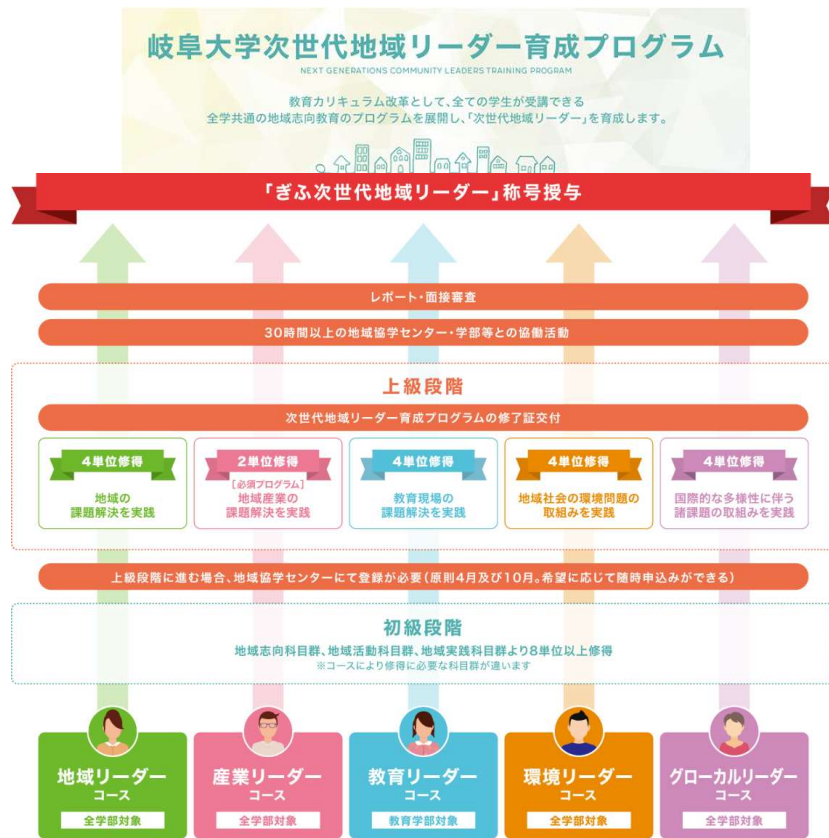 岐阜大学次世代地域リーダー育成プログラム
NEXT GENERATIONS COMMUNITY LEADERS TRAINING PROGRAM
教育カリキュラム改革として、全ての学生が受講できる
全学共通の地域志向教育のプログラムを展開し、「次世代地域リーダー」を育成します。
「ぎふ次世代地域リーダー」称号授与
レポート・面接審査
30時間以上の地域協学センター・学部等との協働活動
上級段階
次世代地域リーダー育成プログラムの修了証交付
4単位修得
地域の
課題解決を実践
2単位修得
[必須プログラム]
地域産業の
課題解決を実践
4単位修得
教育現場の
課題解決を実践
4単位修得
地域社会の環境問題の
取組みを実践
4単位修得
国際的な多様性に伴う
諸課題の取組みを実践
上級段階に進む場合、地域協学センターにて登録が必要(原則4月及び10月。希望に応じて随時申込みができる)
初級段階
地域志向科目群、地域活動科目群、地域実践科目群より8単位以上修得
※コースにより修得に必要な科目群が違います
地域リーダー
コース
全学部対象
産業リーダー
コース
全学部対象
教育リーダー
コース
教育学部対象
環境リーダー
コース
全学部対象
グローカルリーダー
コース
全学部対象